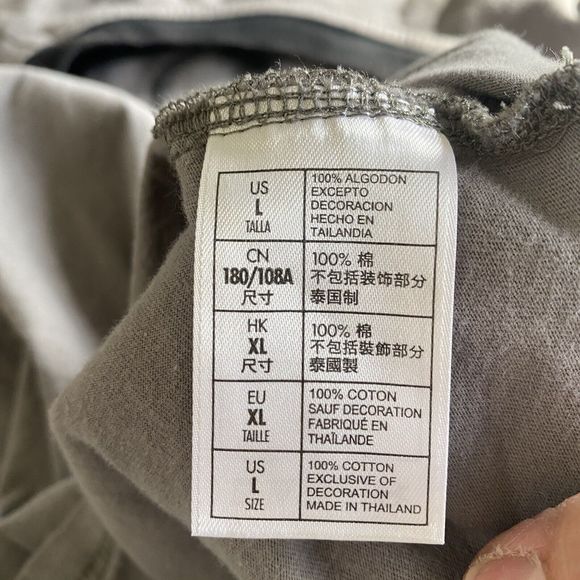 US
L
TALLA
100% ALGODON
EXCEPTO
DECORACION
HECHO EN
TAILANDIA
CN
180/108A
尺寸
100% 棉
不包括装饰部分
泰国制
HK
XL
尺寸
100% 棉
不包括裝飾部分
泰國製
EU
XL
TAILLE
100% COTON
SAUF DECORATION
FABRIQUÉ EN
THAÏLANDE
US
L
SIZE
100% COTTON
EXCLUSIVE OF
DECORATION
MADE IN THAILAND